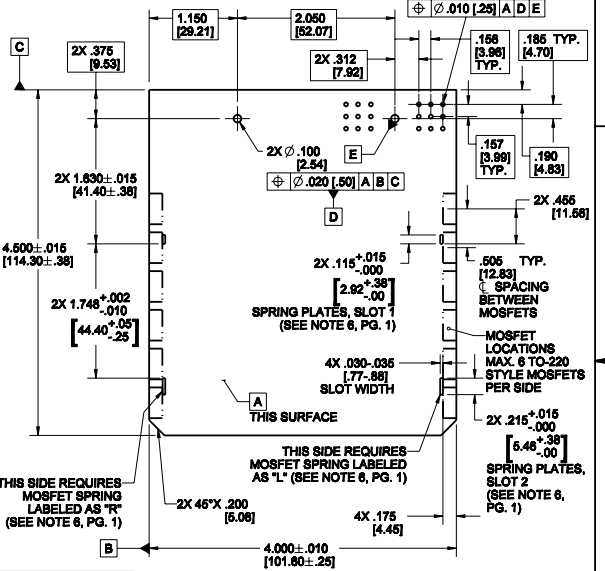 ⌖ Ø.010 [.25] A D E
1.150
[29.21]
2.050
[52.07]
.156
[3.96]
TYP.
.185 TYP.
[4.70]
C
2X .375
[9.53]
2X .312
[7.92]
2X Ø.100
[2.54]
E
.157
[3.99]
TYP.
.190
[4.83]
⌖ Ø.020 [.50] A B C
D
2X 1.630±.015
[41.40±.38]
2X .455
[11.56]
4.500±.015
[114.30±.38]
2X .115 +.015
-.000
[2.92 +.38
-.00]
SPRING PLATES, SLOT 1
(SEE NOTE 6, PG. 1)
.505 TYP.
[12.83]
℄ SPACING
BETWEEN
MOSFETS
2X 1.748 +.002
-.010
[44.40 +.05
-.25]
MOSFET
LOCATIONS
MAX. 6 TO-220
STYLE MOSFETS
PER SIDE
4X .030-.035
[.77-.88]
SLOT WIDTH
A
THIS SURFACE
2X .215 +.015
-.000
[5.46 +.38
-.00]
SPRING PLATES,
SLOT 2
(SEE NOTE 6,
PG. 1)
THIS SIDE REQUIRES
MOSFET SPRING LABELED
AS "L" (SEE NOTE 6, PG. 1)
THIS SIDE REQUIRES
MOSFET SPRING
LABELED AS "R"
(SEE NOTE 6, PG. 1)
2X 45°X .200
[5.08]
4X .175
[4.45]
B
4.000±.010
[101.60±.25]